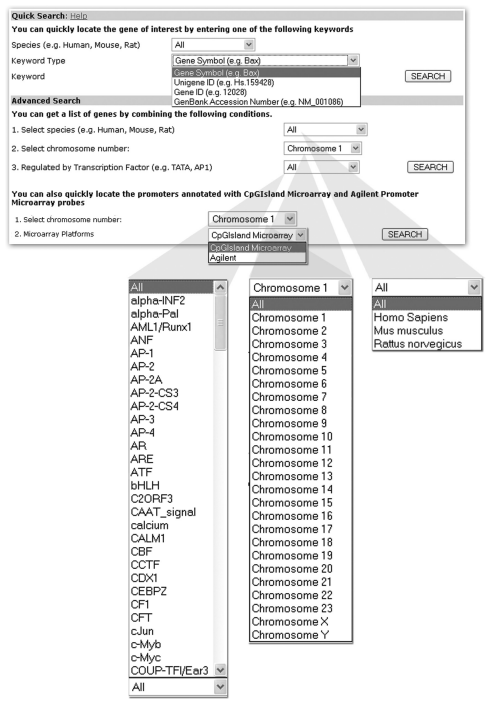 Quick Search: Help
You can quickly locate the gene of interest by entering one of the following keywords
Species (e.g. Human, Mouse, Rat) All
Keyword Type Gene Symbol (e.g. Bax)
Gene Symbol (e.g. Bax)
Keyword SEARCH
Unigene ID (e.g. Hs.159428)
Gene ID (e.g. 12028)
GenBank Accession Number (e.g. NM_001086)
Advanced Search
You can get a list of genes by combining the following conditions.
1. Select species (e.g. Human, Mouse, Rat) All
2. Select chromosome number: Chromosome 1
3. Regulated by Transcription Factor (e.g. TATA, AP1) All SEARCH
You can also quickly locate the promoters annotated with CpGIsland Microarray and Agilent Promoter
Microarray probes
1. Select chromosome number: Chromosome 1
2. Microarray Platforms CpGIsland Microarray SEARCH
CpGIsland Microarray
Agilent
All
alpha-INF2
alpha-Pal
AML1/Runx1
ANF
AP-1
AP-2
AP-2A
AP-2-CS3
AP-2-CS4
AP-3
AP-4
AR
ARE
ATF
bHLH
C2ORF3
CAAT_signal
calcium
CALM1
CBF
CCTF
CDX1
CEBPZ
CF1
CFT
cJun
c-Myb
c-Myc
COUP-TFI/Ear3
All
Chromosome 1
All
Chromosome 1
Chromosome 2
Chromosome 3
Chromosome 4
Chromosome 5
Chromosome 6
Chromosome 7
Chromosome 8
Chromosome 9
Chromosome 10
Chromosome 11
Chromosome 12
Chromosome 13
Chromosome 14
Chromosome 15
Chromosome 16
Chromosome 17
Chromosome 18
Chromosome 19
Chromosome 20
Chromosome 21
Chromosome 22
Chromosome 23
Chromosome X
Chromosome Y
All
All
Homo Sapiens
Mus musculus
Rattus norvegicus